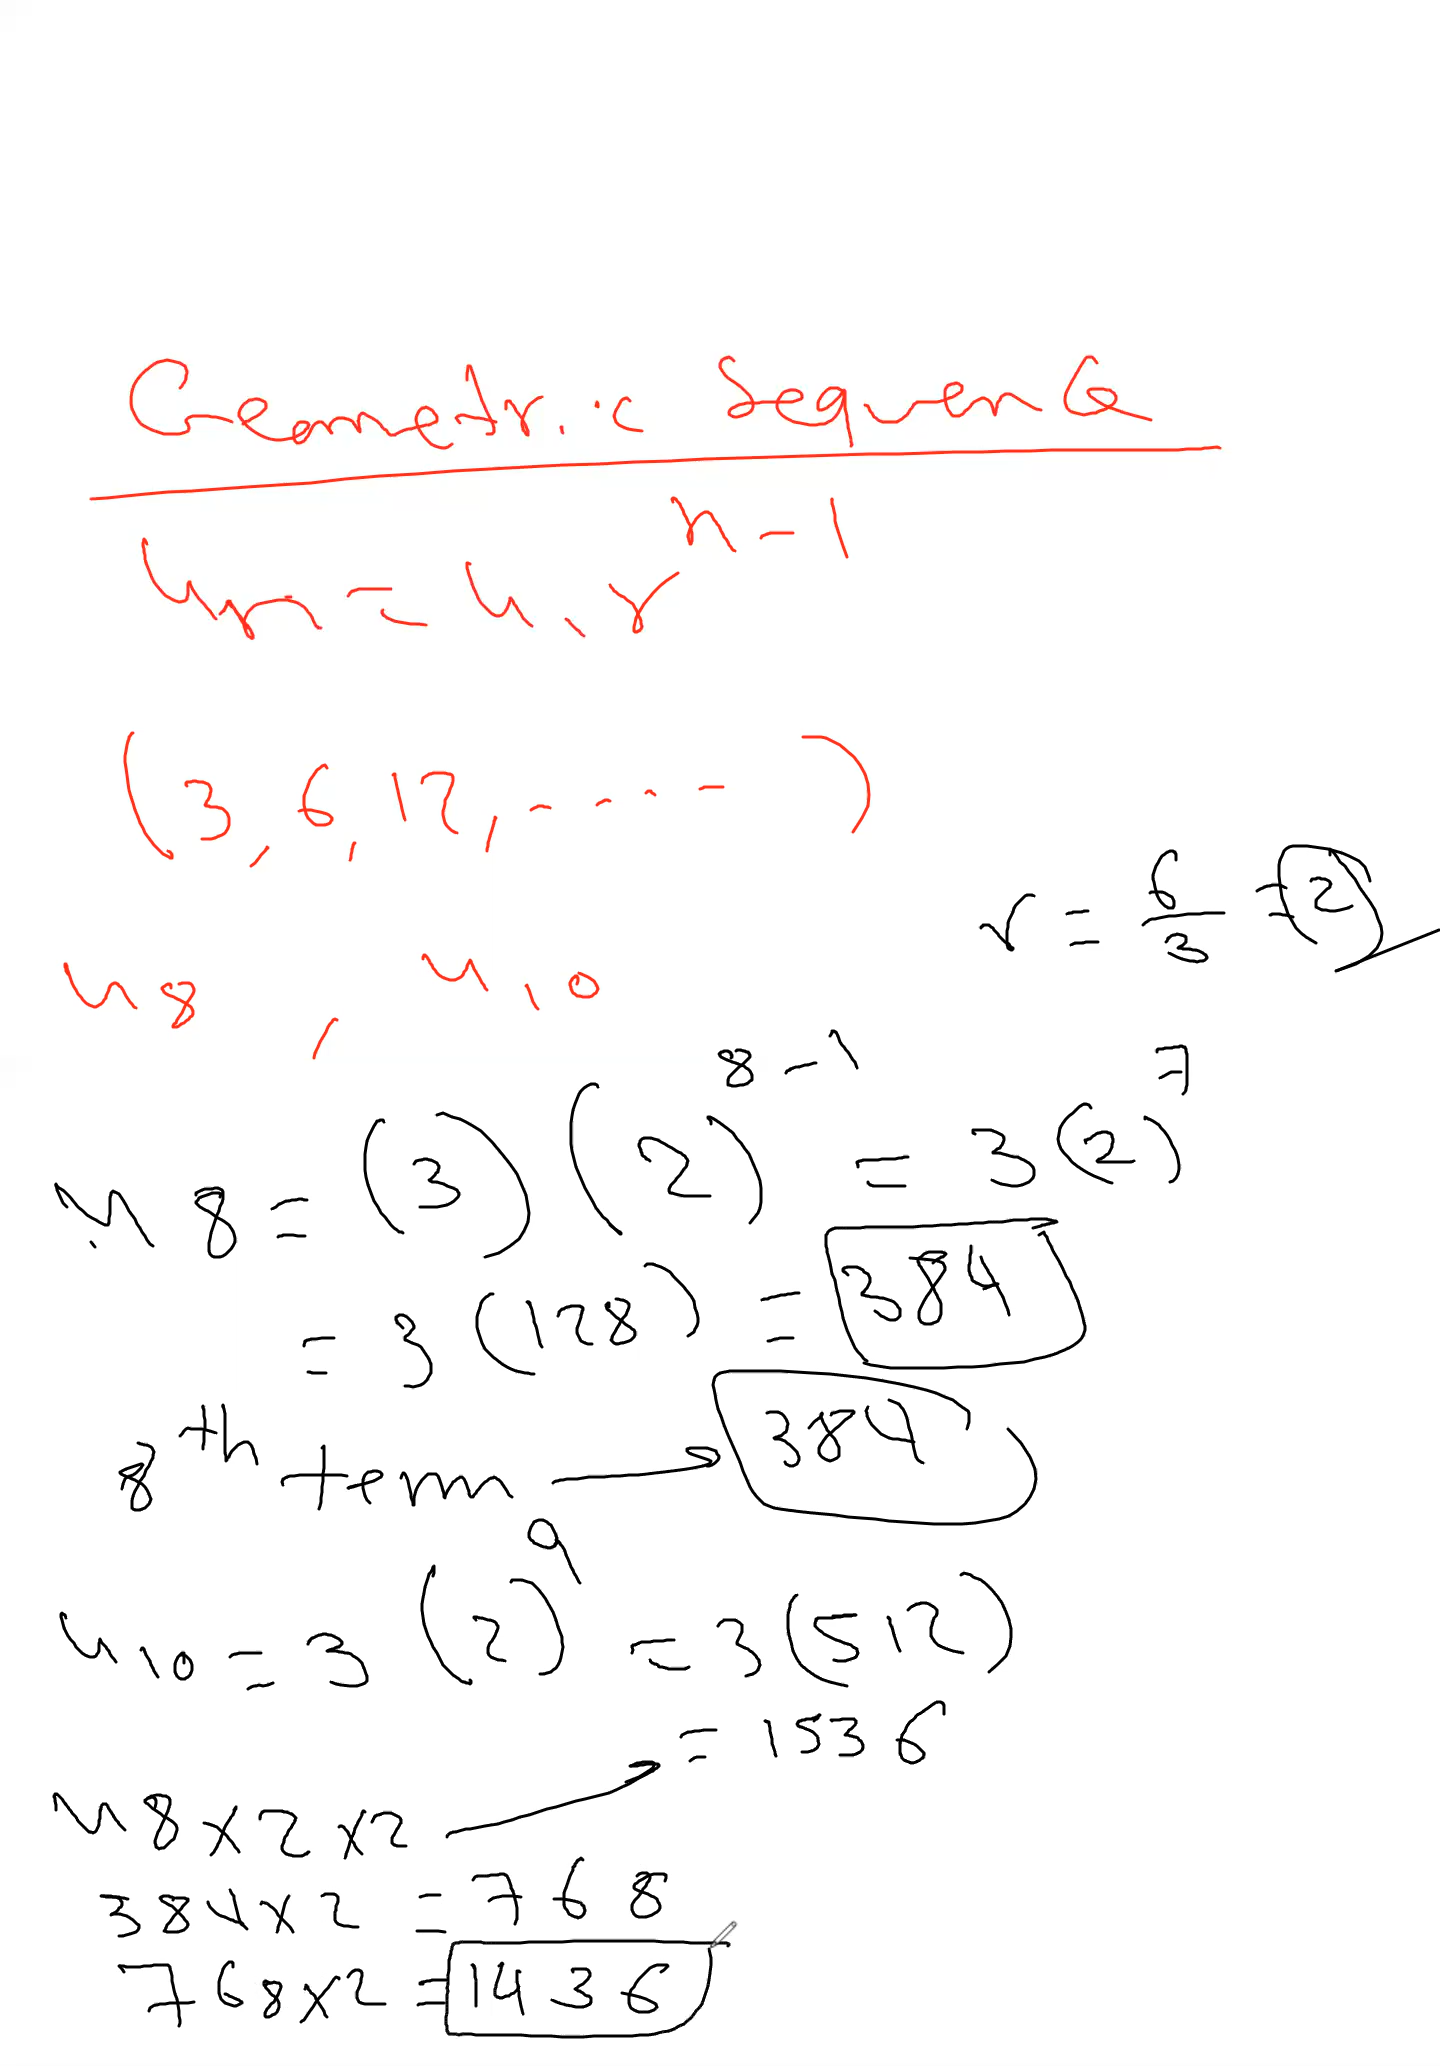 Geometric Sequence
uₙ = u₁ rⁿ⁻¹
(3, 6, 12, ----- )
r = 6/3 = 2
u8 , u10
u8 = (3) (2)⁸⁻¹ = 3(2)⁷
= 3(128) = 384
8th term → 384
u10 = 3 (2)⁹ = 3(512)
= 1536
u8 × 2 × 2 →
384 × 2 = 768
768 × 2 = 1436